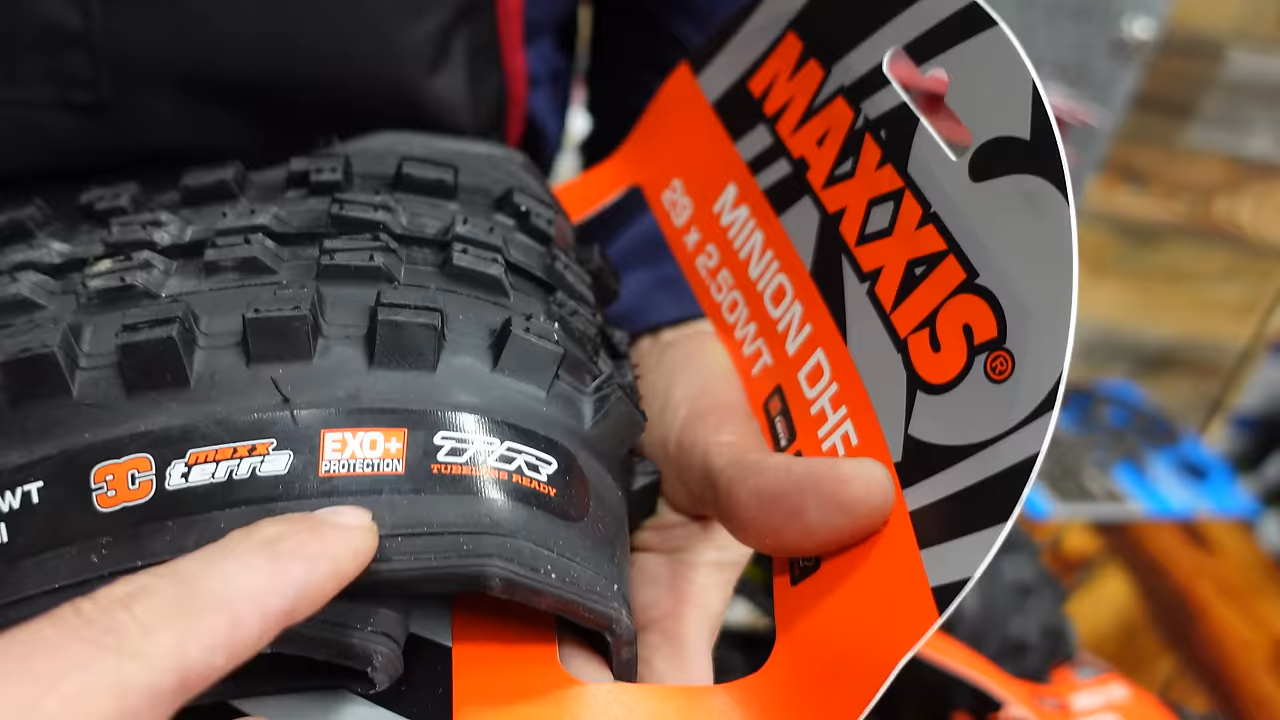 MAXXIS®
MINION DHF
29 x 2.50WT
WT
3C maxx terra
EXO+
PROTECTION
TR
TUBELESS READY